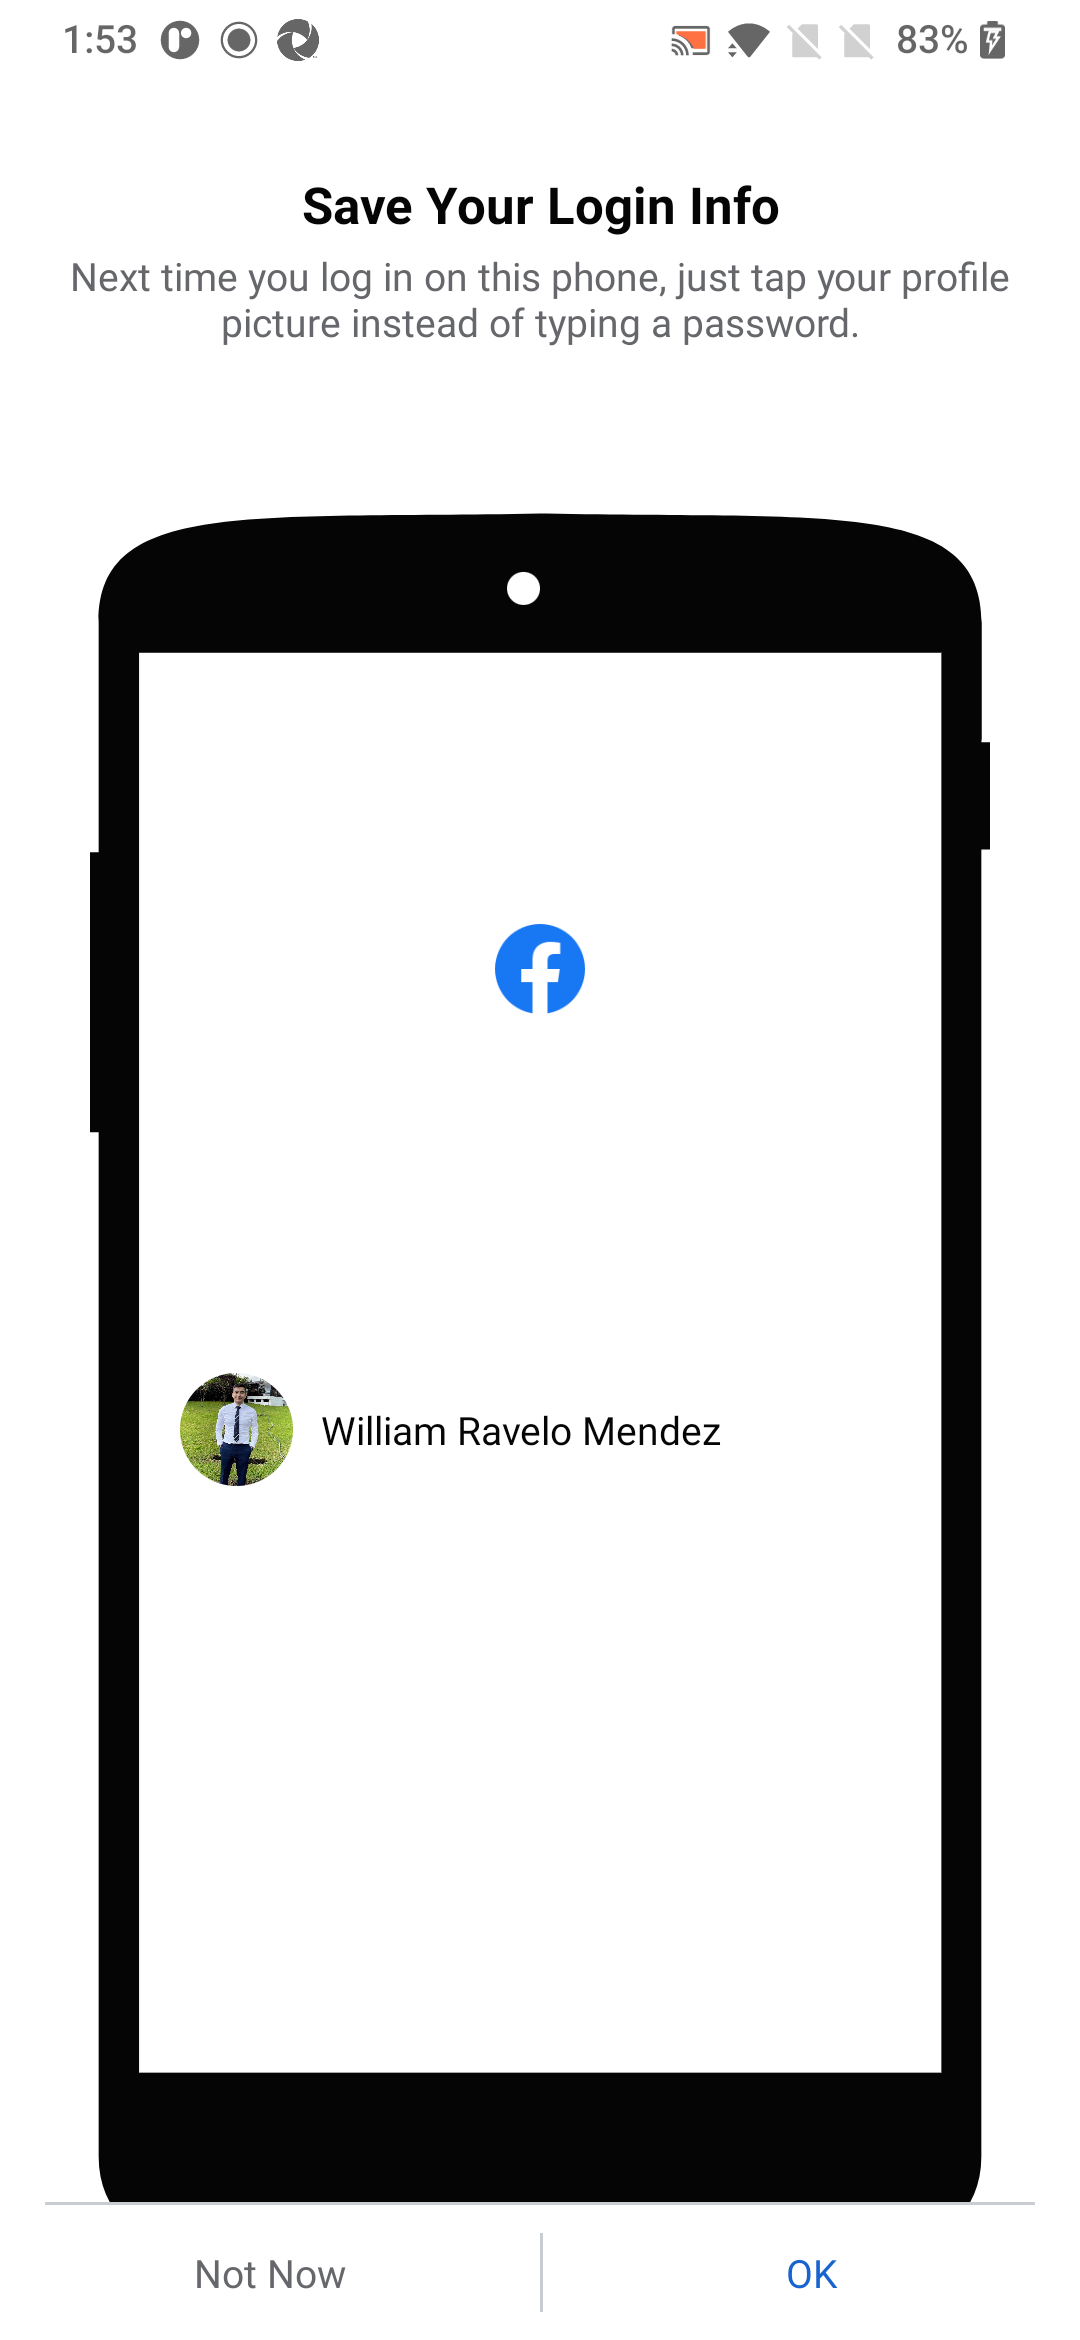 1:53
83%
Save Your Login Info
Next time you log in on this phone, just tap your profile
picture instead of typing a password.
William Ravelo Mendez
Not Now
OK